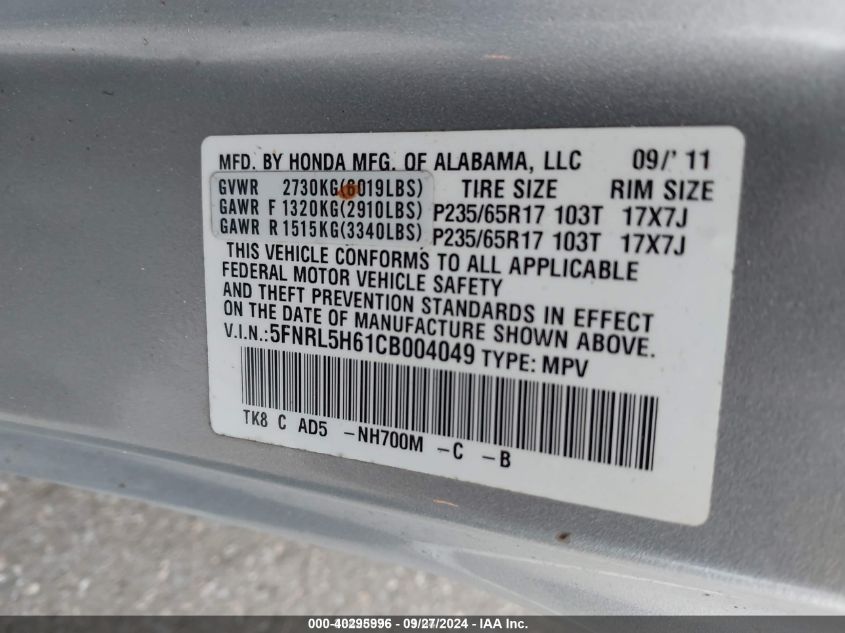 MFD. BY HONDA MFG. OF ALABAMA, LLC 09/' 11
GVWR 2730KG(6019LBS) TIRE SIZE RIM SIZE
GAWR F 1320KG(2910LBS) P235/65R17 103T 17X7J
GAWR R 1515KG(3340LBS) P235/65R17 103T 17X7J
THIS VEHICLE CONFORMS TO ALL APPLICABLE
FEDERAL MOTOR VEHICLE SAFETY
AND THEFT PREVENTION STANDARDS IN EFFECT
ON THE DATE OF MANUFACTURE SHOWN ABOVE.
V.I.N.:5FNRL5H61CB004049 TYPE: MPV
TK8 C AD5 -NH700M -C -B
000-40295996 - 09/27/2024 - IAA Inc.